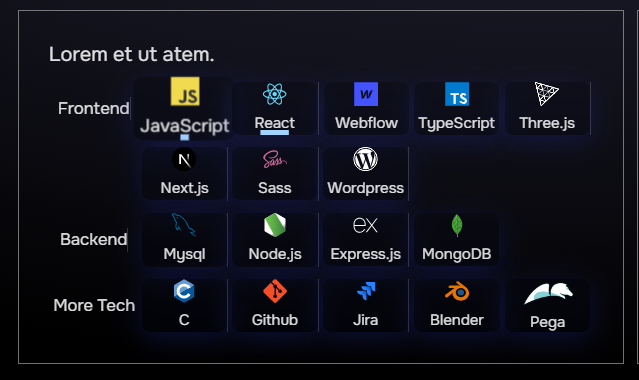 Lorem et ut atem.
JS W TS
Frontend JavaScript React Webflow TypeScript Three.js
N
Next.js Sass Wordpress
ex
Backend Mysql Node.js Express.js MongoDB
C
More Tech C Github Jira Blender Pega